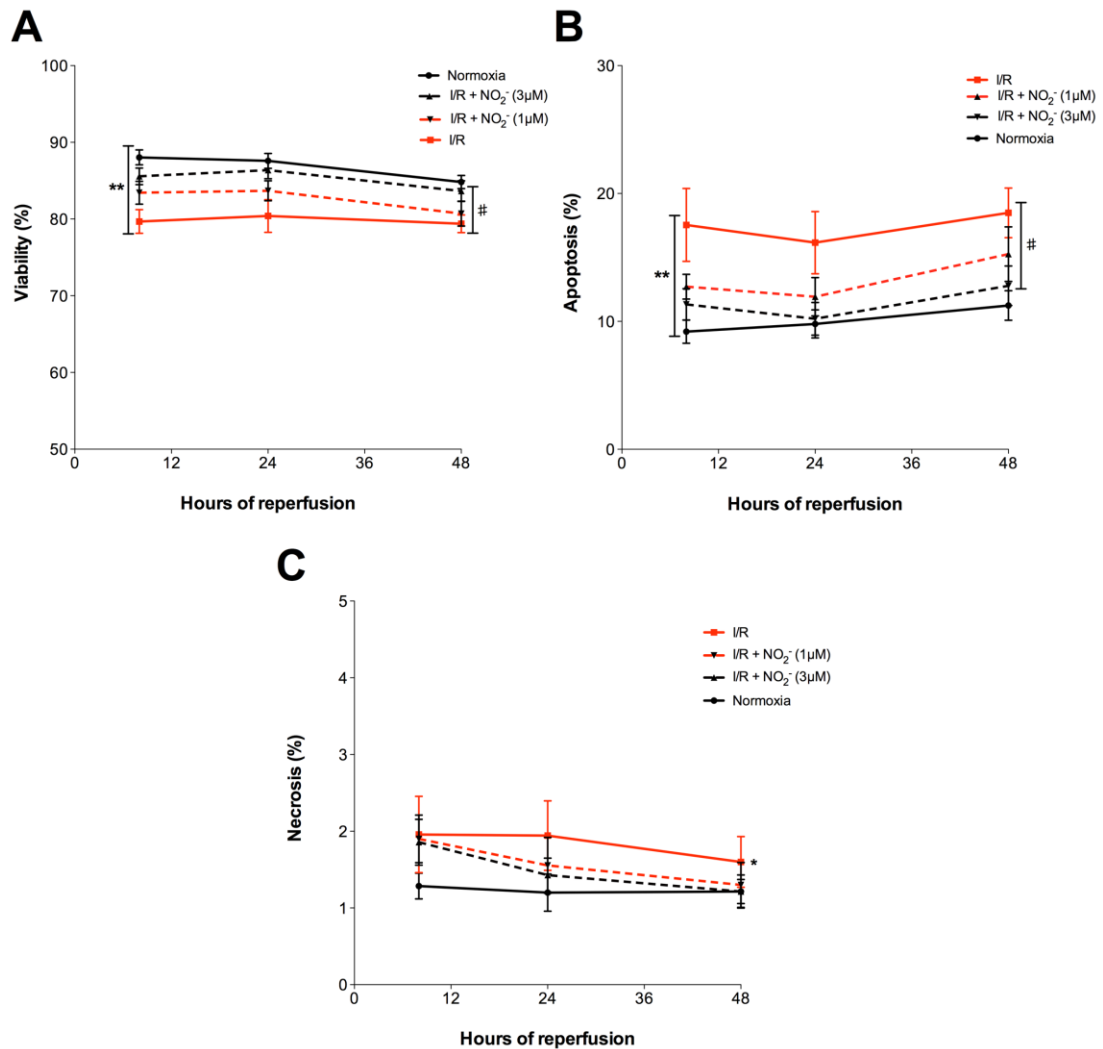 A
Viability (%)
100
90
80
70
60
50
0
12
24
36
48
Hours of reperfusion
Normoxia
I/R + NO₂⁻ (3µM)
I/R + NO₂⁻ (1µM)
I/R
**
#
B
Apoptosis (%)
30
20
10
0
0
12
24
36
48
Hours of reperfusion
I/R
I/R + NO₂⁻ (1µM)
I/R + NO₂⁻ (3µM)
Normoxia
**
#
C
Necrosis (%)
5
4
3
2
1
0
0
12
24
36
48
Hours of reperfusion
I/R
I/R + NO₂⁻ (1µM)
I/R + NO₂⁻ (3µM)
Normoxia
*